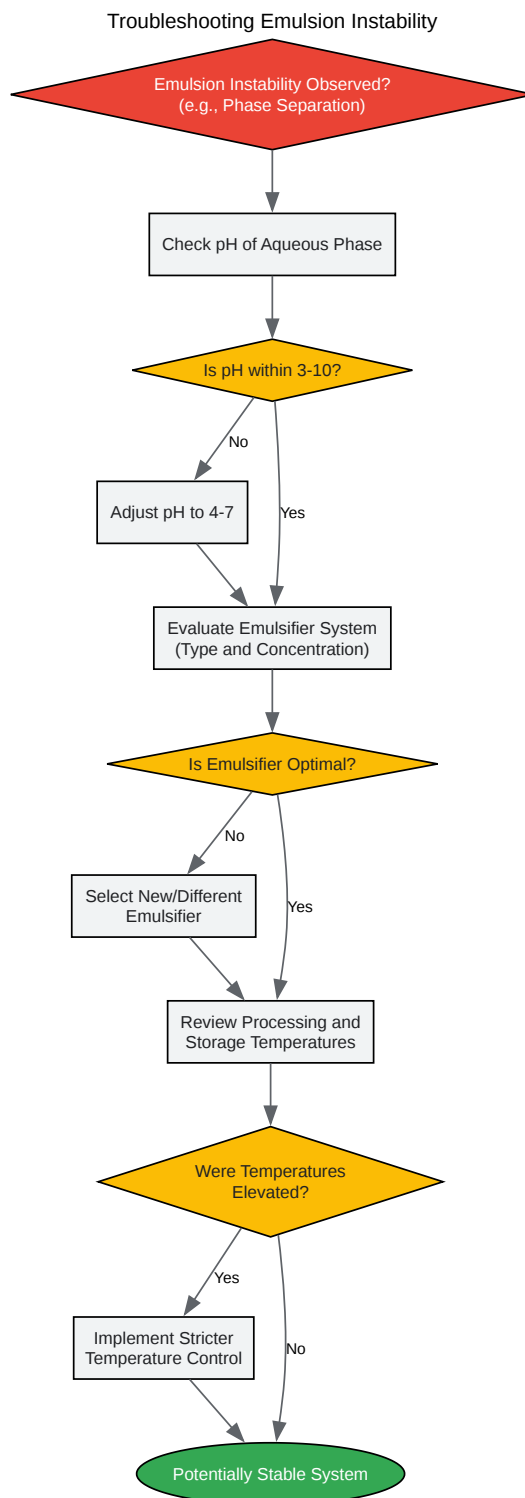 Troubleshooting Emulsion Instability
Emulsion Instability Observed?
(e.g., Phase Separation)
Check pH of Aqueous Phase
Is pH within 3-10?
No
Adjust pH to 4-7
Yes
Evaluate Emulsifier System
(Type and Concentration)
Is Emulsifier Optimal?
No
Select New/Different
Emulsifier
Yes
Review Processing and
Storage Temperatures
Were Temperatures
Elevated?
Yes
Implement Stricter
Temperature Control
No
Potentially Stable System